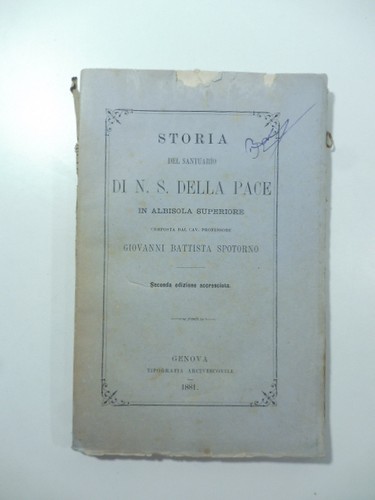 STORIA
DEL SANTUARIO
DI N. S. DELLA PACE
IN ALBISOLA SUPERIORE
COMPOSTA DAL CAV. PROFESSORE
GIOVANNI BATTISTA SPOTORNO
Seconda edizione accresciuta.
GENOVA
TIPOGRAFIA ARCIVESCOVILE
1881